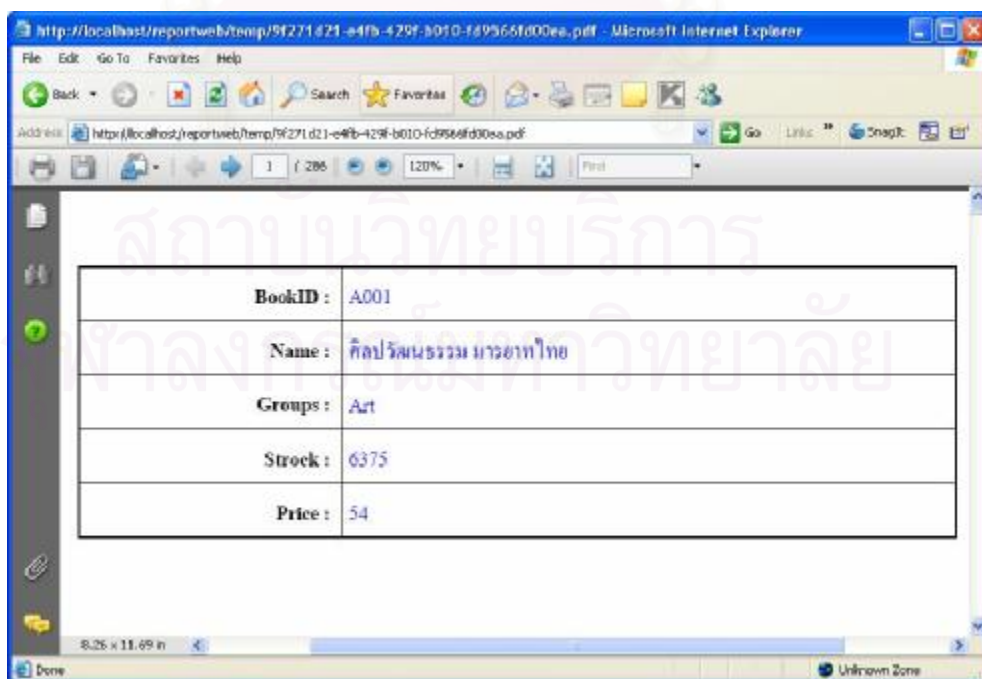 http://localhost/reportweb/temp/9f271d21-e4fb-429f-b010-fd9566fd00ea.pdf - Microsoft Internet Explorer
File Edit Go To Favorites Help
Back Search Favorites
Address http://localhost/reportweb/temp/9f271d21-e4fb-429f-b010-fd9566fd00ea.pdf Go Links » SnagIt
1 / 286 120% Find
สถาบันวิทยบริการ
BookID : A001
จุฬาลงกรณ์มหาวิทยาลัย
Name : ศิลปวัฒนธรรม มารยาทไทย
Groups : Art
Strock : 6375
Price : 54
8.26 x 11.69 in
Done Unknown Zone